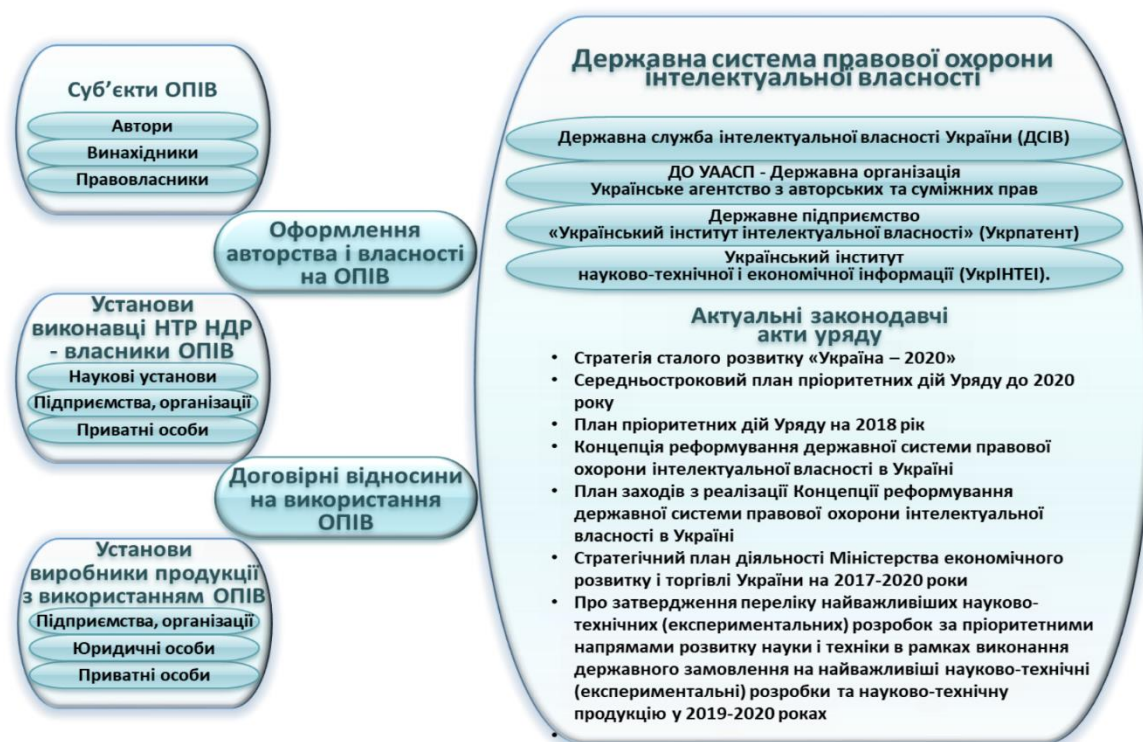 Суб’єкти ОПІВ
Автори
Винахідники
Правовласники
Оформлення
авторства і власності
на ОПІВ
Установи
виконавці НТР НДР
- власники ОПІВ
Наукові установи
Підприємства, організації
Приватні особи
Договірні відносини
на використання
ОПІВ
Установи
виробники продукції
з використанням ОПІВ
Підприємства, організації
Юридичні особи
Приватні особи
Державна система правової охорони
інтелектуальної власності
Державна служба інтелектуальної власності України (ДСІВ)
ДО УААСП - Державна організація
Українське агентство з авторських та суміжних прав
Державне підприємство
«Український інститут інтелектуальної власності» (Укрпатент)
Український інститут
науково-технічної і економічної інформації (УкрІНТЕІ).
Актуальні законодавчі
акти уряду
• Стратегія сталого розвитку «Україна – 2020»
• Середньостроковий план пріоритетних дій Уряду до 2020
року
• План пріоритетних дій Уряду на 2018 рік
• Концепція реформування державної системи правової
охорони інтелектуальної власності в Україні
• План заходів з реалізації Концепції реформування
державної системи правової охорони інтелектуальної
власності в Україні
• Стратегічний план діяльності Міністерства економічного
розвитку і торгівлі України на 2017-2020 роки
• Про затвердження переліку найважливіших науково-
технічних (експериментальних) розробок за пріоритетними
напрямами розвитку науки і техніки в рамках виконання
державного замовлення на найважливіші науково-технічні
(експериментальні) розробки та науково-технічну
продукцію у 2019-2020 роках
•